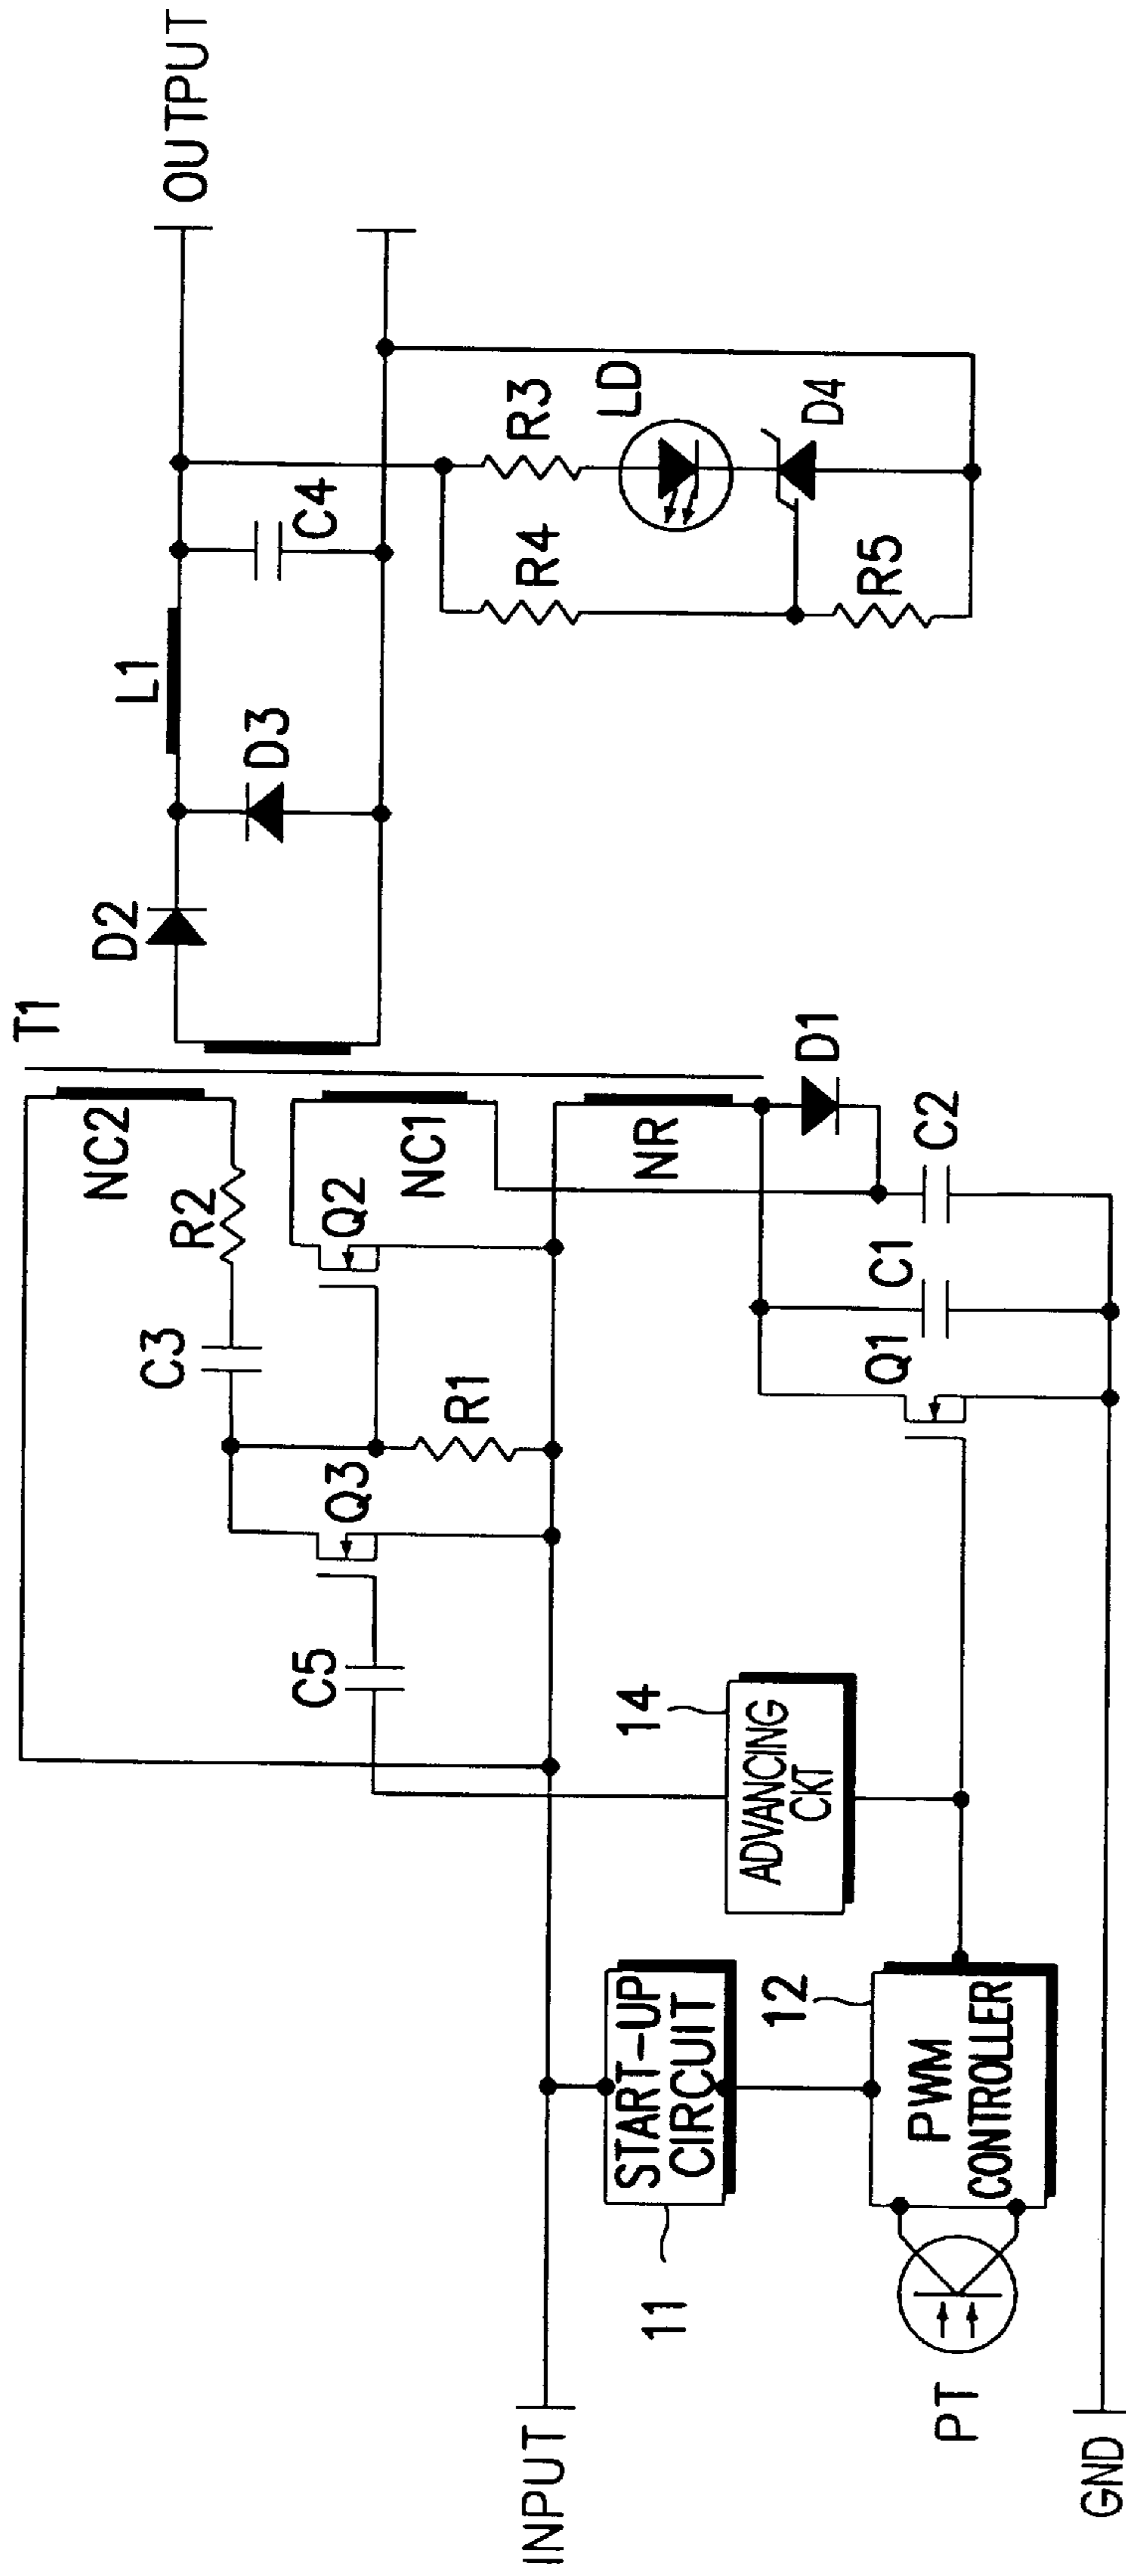 T1
OUTPUT
D2
L1
D3
C4
R3
LD
R4
D4
R5
NC2
R2
C3
Q2
NC1
Q3
R1
C5
NR
D1
C2
C1
Q1
14
ADVANCING
CKT
INPUT
START-UP
CIRCUIT
11
12
PWM
CONTROLLER
PT
GND